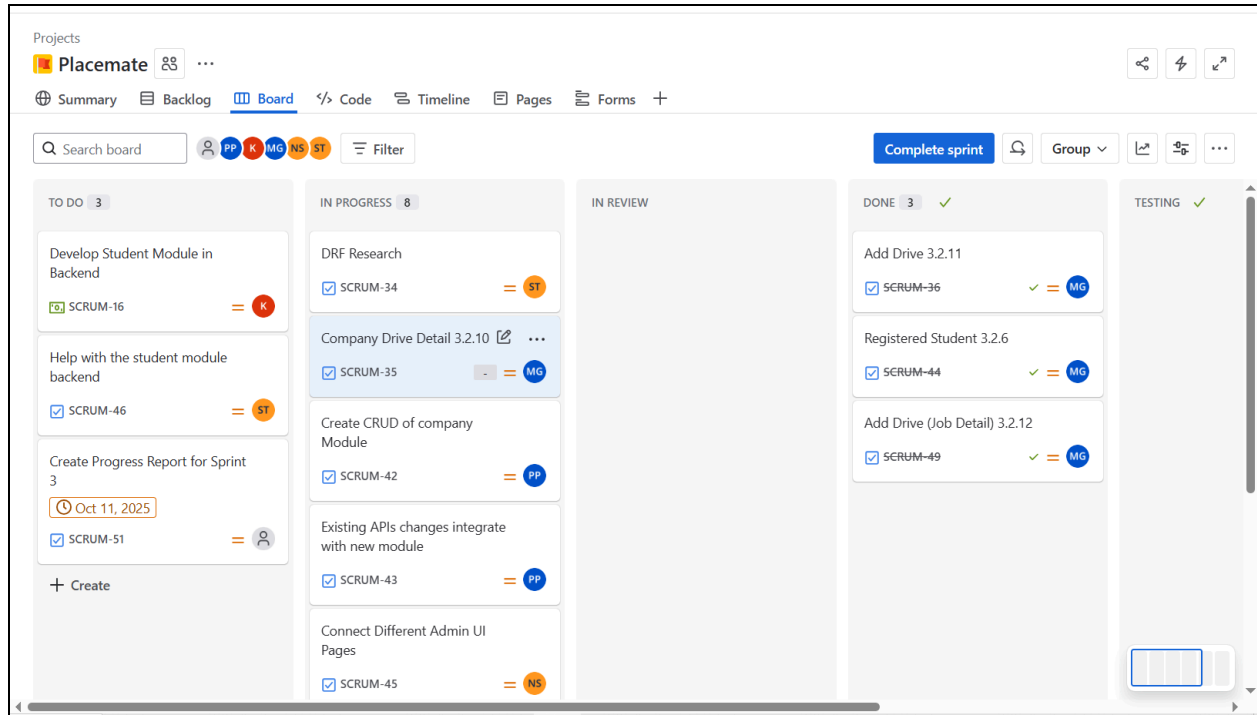 Projects
Placemate
Summary
Backlog
Board
Code
Timeline
Pages
Forms
Search board
PP
K
MG
NS
ST
Filter
Complete sprint
Group
TO DO 3
Develop Student Module in
Backend
SCRUM-16
K
Help with the student module
backend
SCRUM-46
ST
Create Progress Report for Sprint
3
Oct 11, 2025
SCRUM-51
+ Create
IN PROGRESS 8
DRF Research
SCRUM-34
ST
Company Drive Detail 3.2.10
SCRUM-35
-
MG
Create CRUD of company
Module
SCRUM-42
PP
Existing APIs changes integrate
with new module
SCRUM-43
PP
Connect Different Admin UI
Pages
SCRUM-45
NS
IN REVIEW
DONE 3
Add Drive 3.2.11
SCRUM-36
MG
Registered Student 3.2.6
SCRUM-44
MG
Add Drive (Job Detail) 3.2.12
SCRUM-49
MG
TESTING